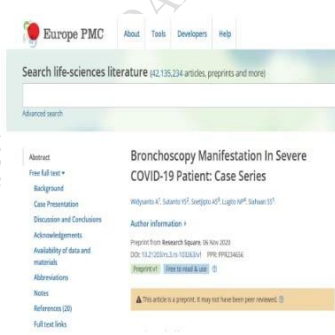 Europe PMC
About Tools Developers Help
Search life-sciences literature (42,135,234 articles, preprints and more)
Advanced search
Abstract
Free full text
Background
Case Presentation
Discussion and Conclusions
Acknowledgements
Availability of data and
materials
Abbreviations
Notes
References (20)
Full text links
Bronchoscopy Manifestation In Severe
COVID-19 Patient: Case Series
Author information
Preprint from Research Square, 06 Nov 2020
DOI: PPR: PPR234656
Preprint v1 Free to read & use
This article is a preprint. It may not have been peer reviewed.